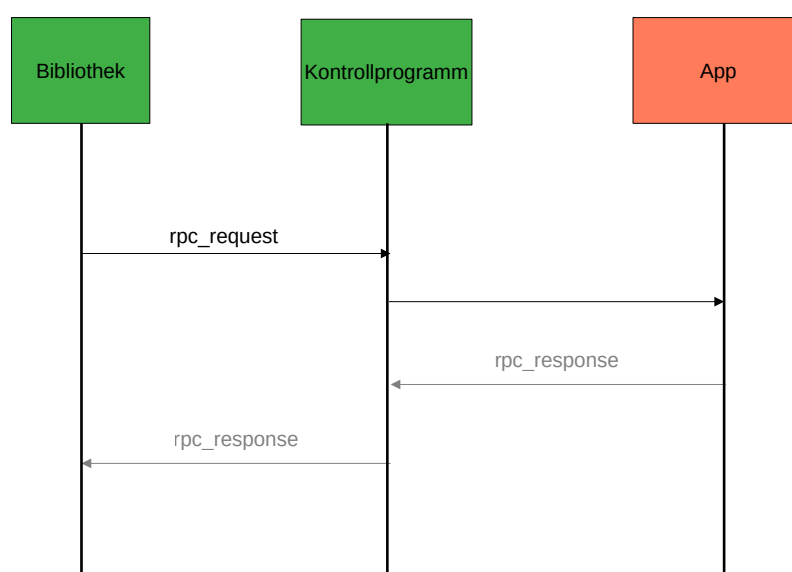 Bibliothek
Kontrollprogramm
App
rpc_request
rpc_response
rpc_response